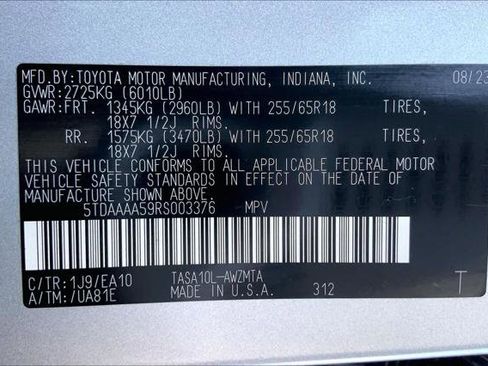 MFD.BY:TOYOTA MOTOR MANUFACTURING, INDIANA, INC. 08/23
GVWR:2725KG (6010LB)
GAWR:FRT. 1345KG (2960LB) WITH 255/65R18 TIRES,
18X7 1/2J RIMS.
RR. 1575KG (3470LB) WITH 255/65R18 TIRES,
18X7 1/2J RIMS.
THIS VEHICLE CONFORMS TO ALL APPLICABLE FEDERAL MOTOR
VEHICLE SAFETY STANDARDS IN EFFECT ON THE DATE OF
MANUFACTURE SHOWN ABOVE.
5TDAAAA59RS003376 MPV
C/TR:1J9/EA10 TASA10L-AWZMTA
A/TM:/UA81E MADE IN U.S.A. 312 T